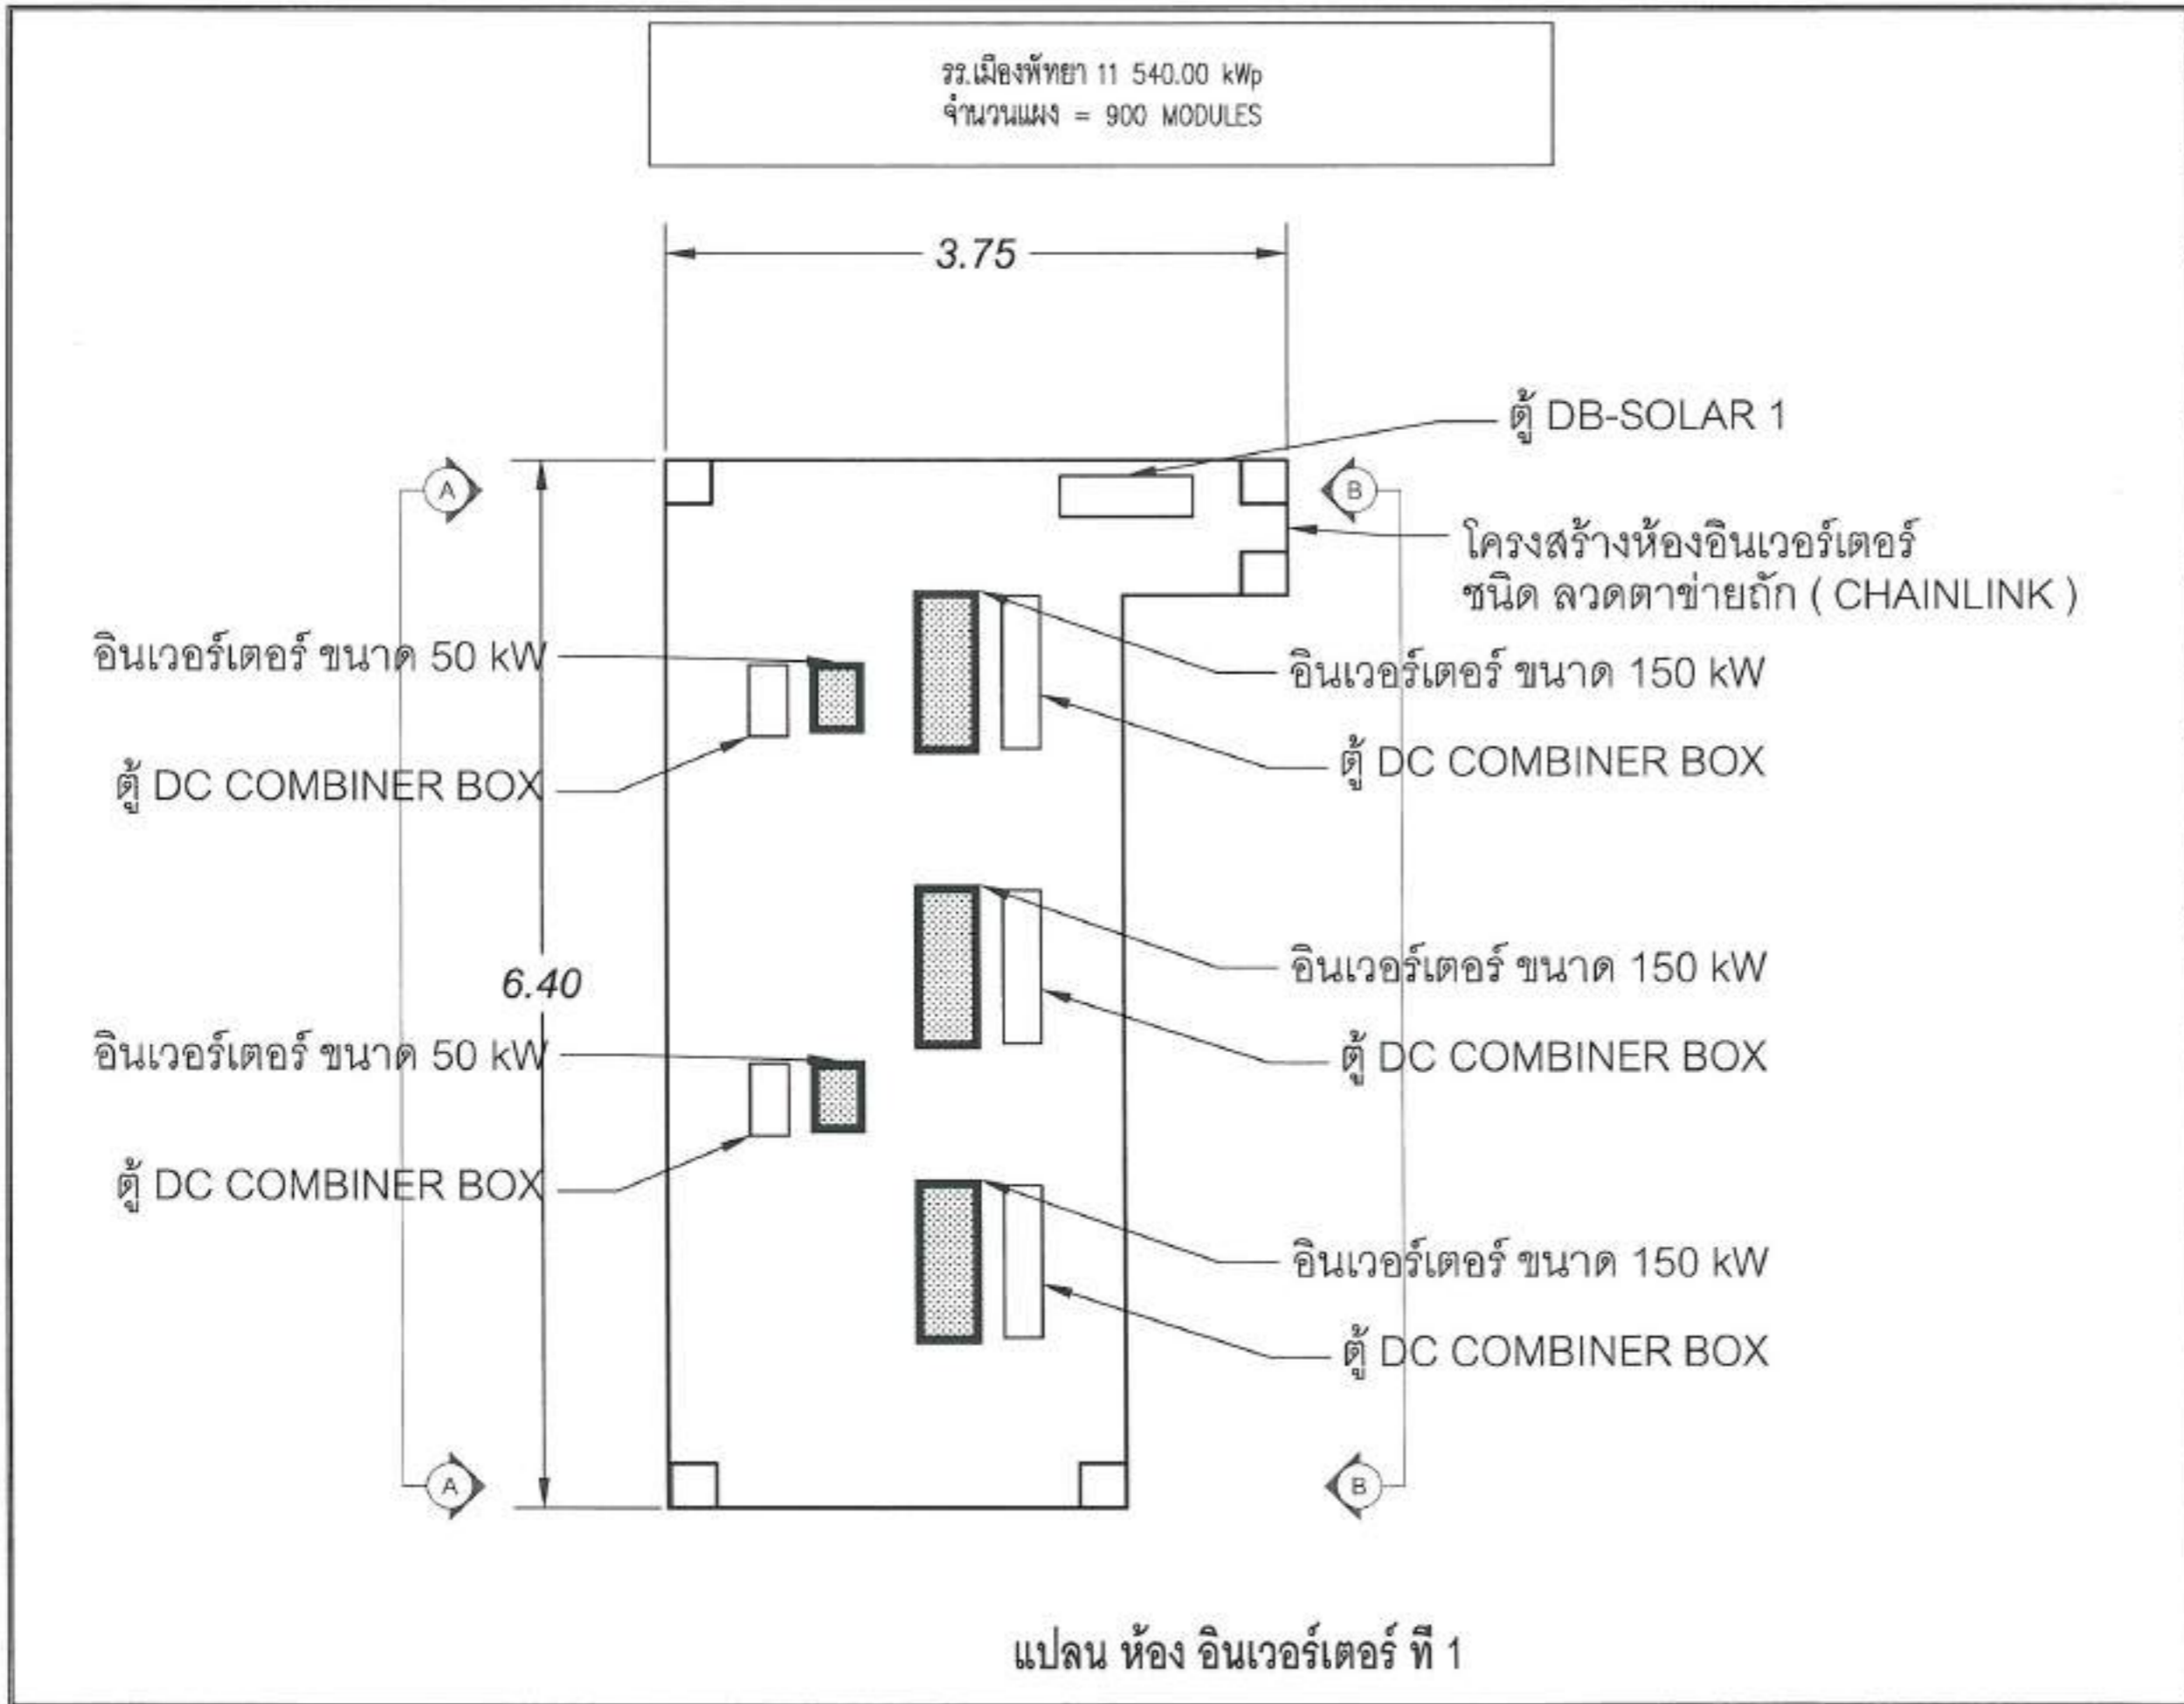 รร.เมืองพัทยา 11 540.00 kWp
จำนวนแผง = 900 MODULES
3.75
ตู้ DB-SOLAR 1
A
B
โครงสร้างห้องอินเวอร์เตอร์
ชนิด ลวดตาข่ายถัก ( CHAINLINK )
อินเวอร์เตอร์ ขนาด 50 kW
อินเวอร์เตอร์ ขนาด 150 kW
ตู้ DC COMBINER BOX
ตู้ DC COMBINER BOX
6.40
อินเวอร์เตอร์ ขนาด 150 kW
อินเวอร์เตอร์ ขนาด 50 kW
ตู้ DC COMBINER BOX
ตู้ DC COMBINER BOX
อินเวอร์เตอร์ ขนาด 150 kW
ตู้ DC COMBINER BOX
A
B
แปลน ห้อง อินเวอร์เตอร์ ที่ 1